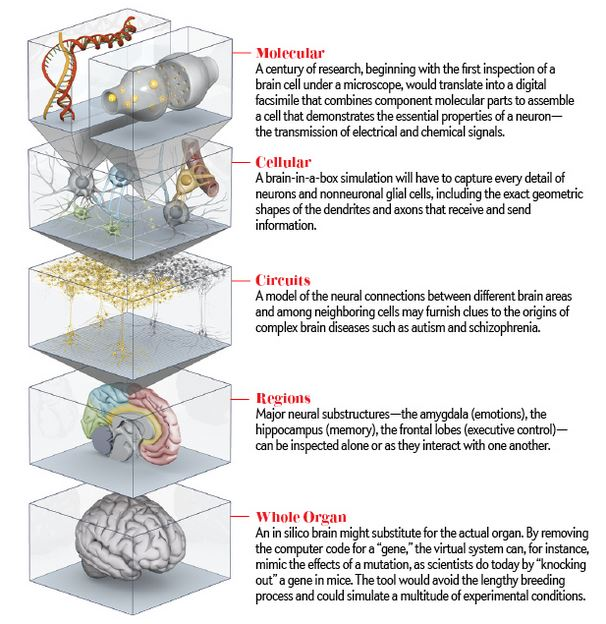 Molecular
A century of research, beginning with the first inspection of a
brain cell under a microscope, would translate into a digital
facsimile that combines component molecular parts to assemble
a cell that demonstrates the essential properties of a neuron—
the transmission of electrical and chemical signals.
Cellular
A brain-in-a-box simulation will have to capture every detail of
neurons and nonneuronal glial cells, including the exact geometric
shapes of the dendrites and axons that receive and send
information.
Circuits
A model of the neural connections between different brain areas
and among neighboring cells may furnish clues to the origins of
complex brain diseases such as autism and schizophrenia.
Regions
Major neural substructures—the amygdala (emotions), the
hippocampus (memory), the frontal lobes (executive control)—
can be inspected alone or as they interact with one another.
Whole Organ
An in silico brain might substitute for the actual organ. By removing
the computer code for a “gene,” the virtual system can, for instance,
mimic the effects of a mutation, as scientists do today by “knocking
out” a gene in mice. The tool would avoid the lengthy breeding
process and could simulate a multitude of experimental conditions.